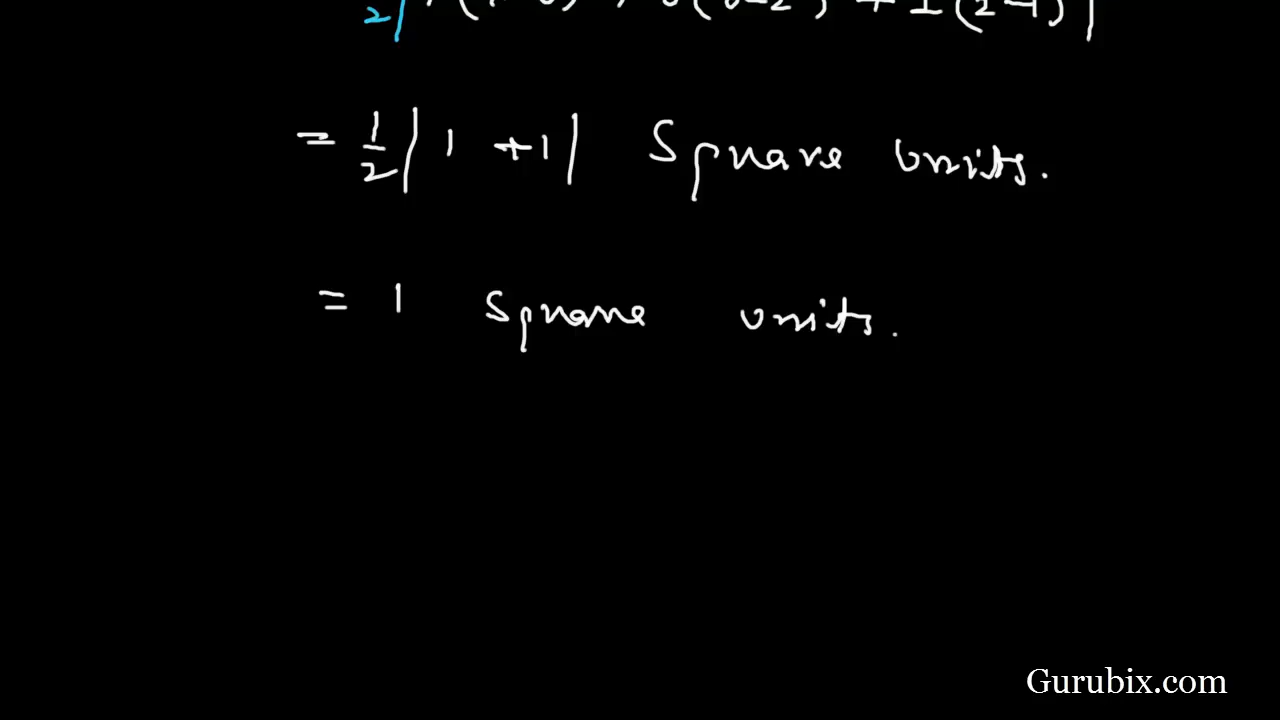 = 1/2 | 1 + 1 | Square units.
= 1 Square units.
Gurubix.com